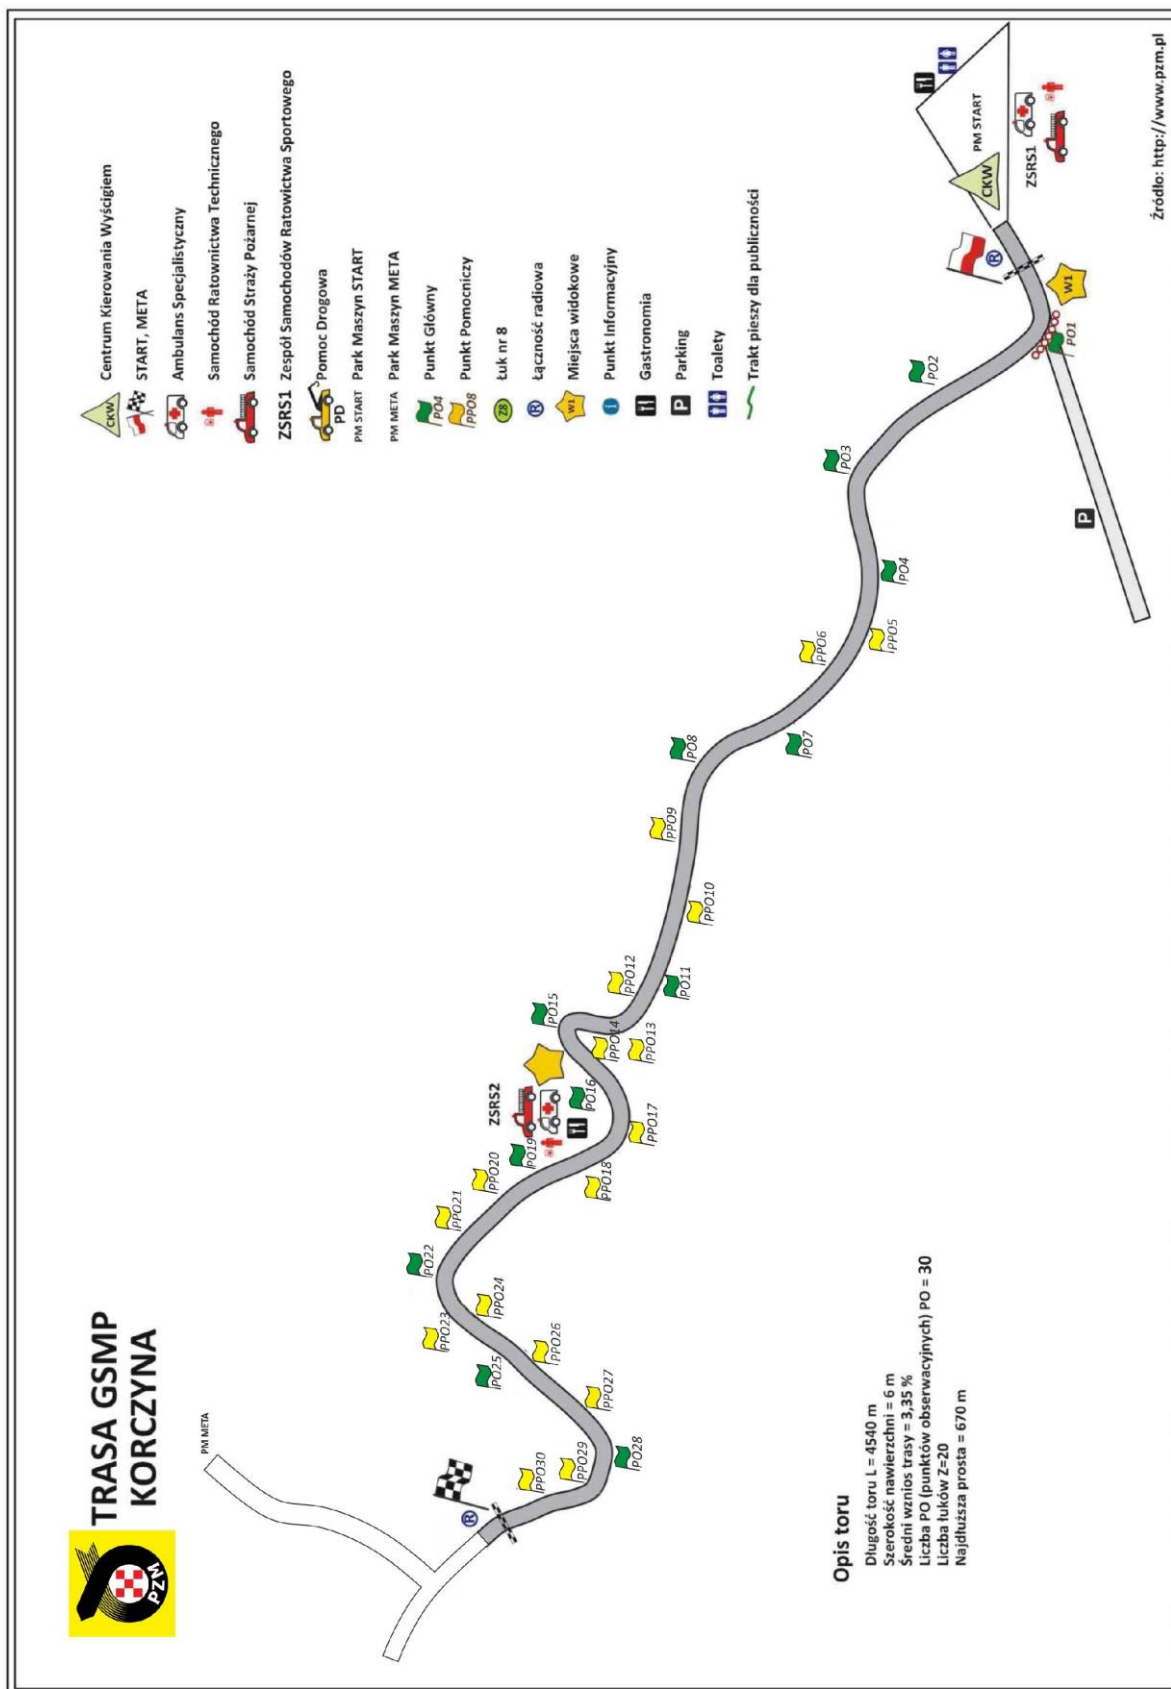 PZM
TRASA GSMP
KORCZYNA
PM META
CKW
Centrum Kierowania Wyścigiem
START, META
Ambulans Specjalistyczny
Samochód Ratownictwa Technicznego
Samochód Straży Pożarnej
ZSRS1 Zespół Samochodów Ratownictwa Sportowego
PD
Pomoc Drogowa
PM START Park Maszyn START
PM META Park Maszyn META
PO4
Punkt Główny
PPO8
Punkt Pomocniczy
Z8
Łuk nr 8
R
Łączność radiowa
W1
Miejsca widokowe
i
Punkt Informacyjny
Gastronomia
P
Parking
Toalety
Trakt pieszy dla publiczności
R
PPO30
PPO29
PO28
PPO27
PPO26
PO25
PPO24
PPO23
PO22
PPO21
PPO20
PO19
PPO18
PPO17
PO16
ZSRS2
PO15
PPO14
PPO13
PPO12
PO11
PPO10
PPO9
PO8
PO7
PPO6
PPO5
PO4
PO3
PO2
PO1
W1
R
CKW
PM START
ZSRS1
P
Opis toru
Długość toru L = 4540 m
Szerokość nawierzchni = 6 m
Średni wznios trasy = 3,35 %
Liczba PO (punktów obserwacyjnych) PO = 30
Liczba łuków Z=20
Najdłuższa prosta = 670 m
Źródło: http://www.pzm.pl